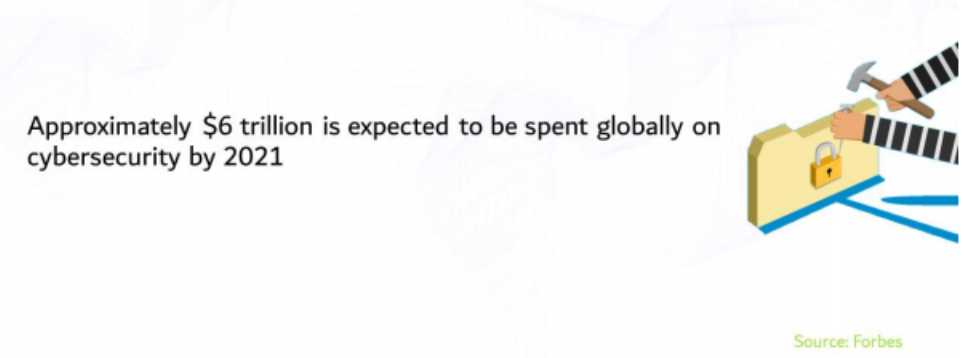 Approximately $6 trillion is expected to be spent globally on
cybersecurity by 2021
Source: Forbes